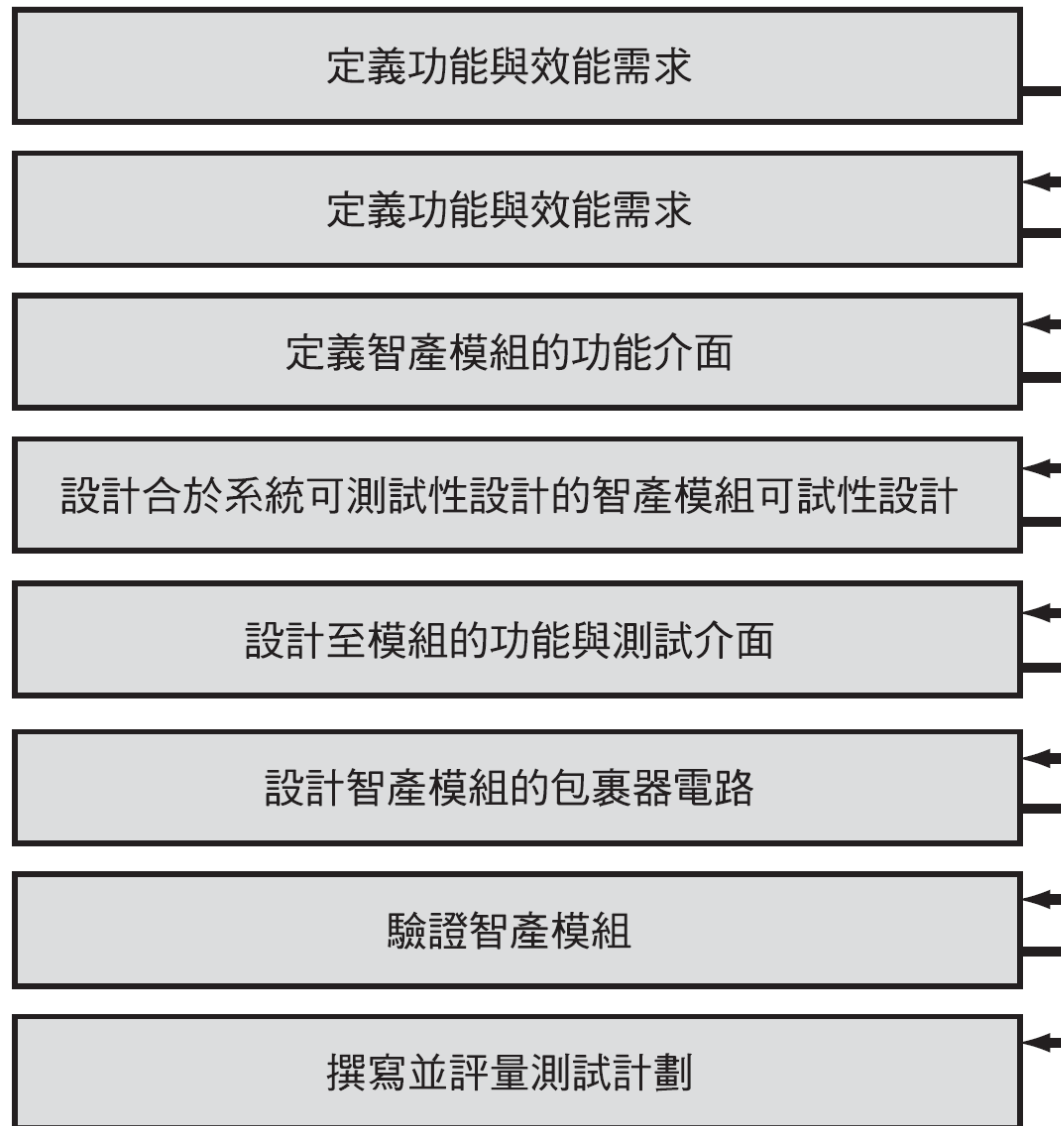 定義功能與效能需求
定義功能與效能需求
定義智產模組的功能介面
設計合於系統可測試性設計的智產模組可試性設計
設計至模組的功能與測試介面
設計智產模組的包裹器電路
驗證智產模組
撰寫並評量測試計劃